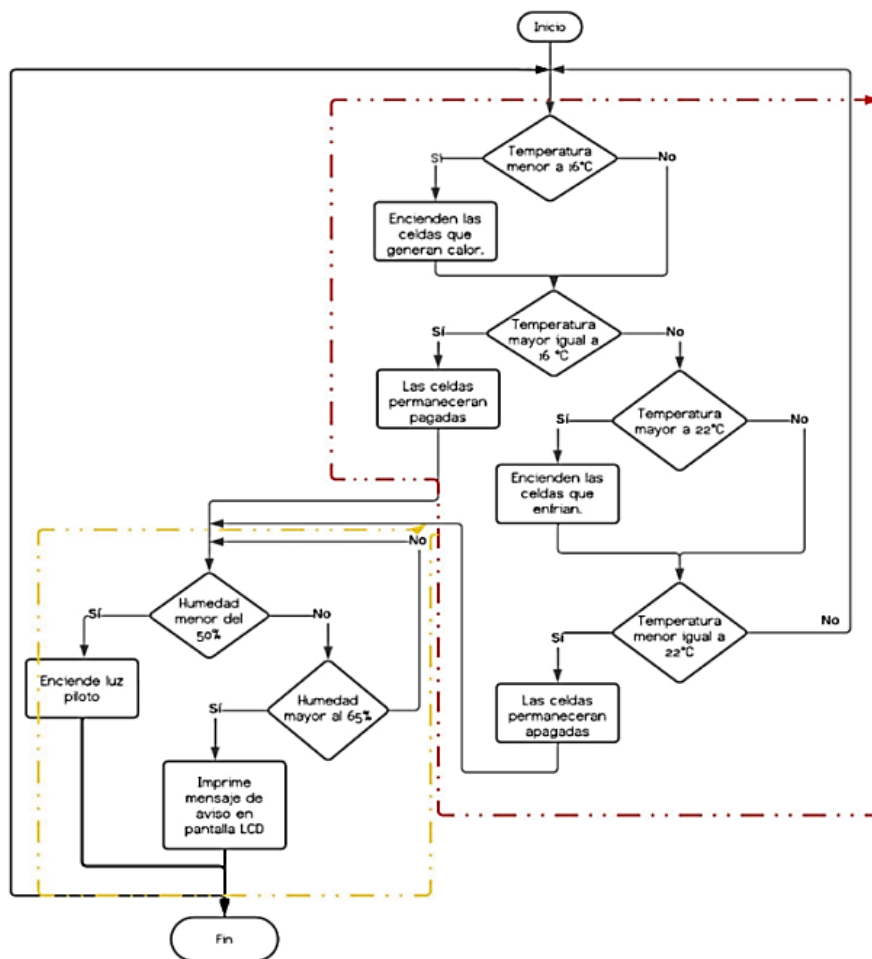 Inicio
Temperatura
menor a 16°C
Sí
No
Encienden las
celdas que
generan calor.
Temperatura
mayor igual a
16 °C
Sí
No
Las celdas
permaneceran
pagadas
Temperatura
mayor a 22°C
Sí
No
Encienden las
celdas que
enfrian.
Temperatura
menor igual a
22°C
Sí
No
Las celdas
permaneceran
apagadas
No
Humedad
menor del
50%
Sí
No
Enciende luz
piloto
Humedad
mayor al 65%
Sí
Imprime
mensaje de
aviso en
pantalla LCD
Fin